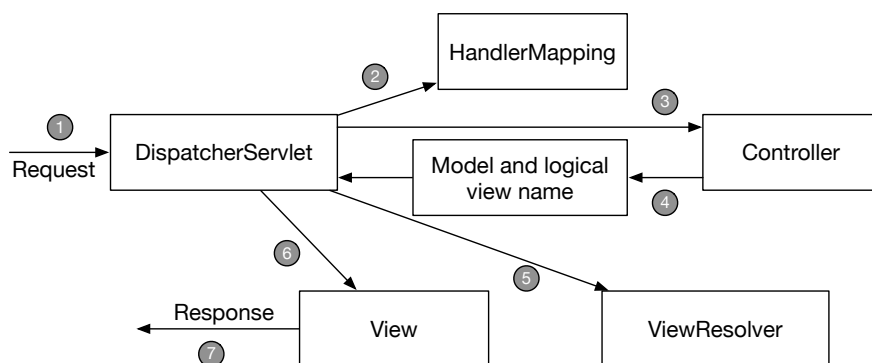 HandlerMapping
2
3
1
DispatcherServlet
Request
Model and logical
view name
Controller
4
6
5
Response
7
View
ViewResolver